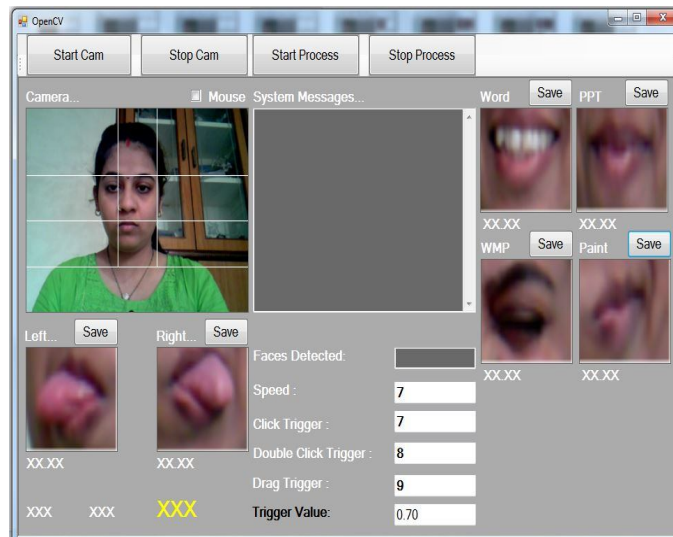 OpenCV
Start Cam Stop Cam Start Process Stop Process
Camera... Mouse System Messages... Word Save PPT Save
XX.XX XX.XX
WMP Save Paint Save
Left... Save Right... Save
Faces Detected:
XX.XX XX.XX
Speed : 7
Click Trigger : 7
Double Click Trigger : 8
XX.XX XX.XX
Drag Trigger : 9
XXX XXX XXX Trigger Value: 0.70